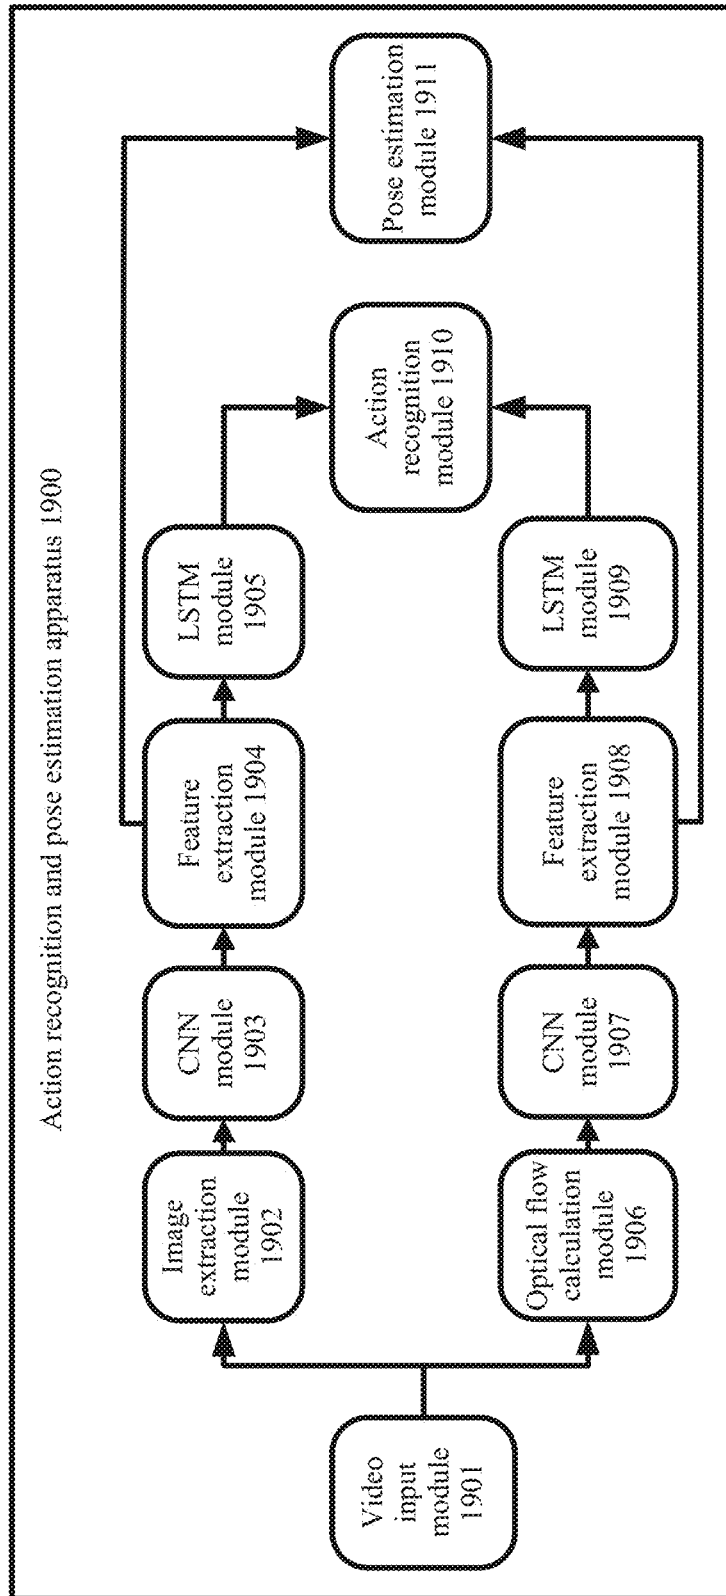 Action recognition and pose estimation apparatus 1900
Video
input
module
1901
Image
extraction
module
1902
CNN
module
1903
Feature
extraction
module 1904
LSTM
module
1905
Optical flow
calculation
module
1906
CNN
module
1907
Feature
extraction
module 1908
LSTM
module
1909
Action
recognition
module 1910
Pose estimation
module 1911